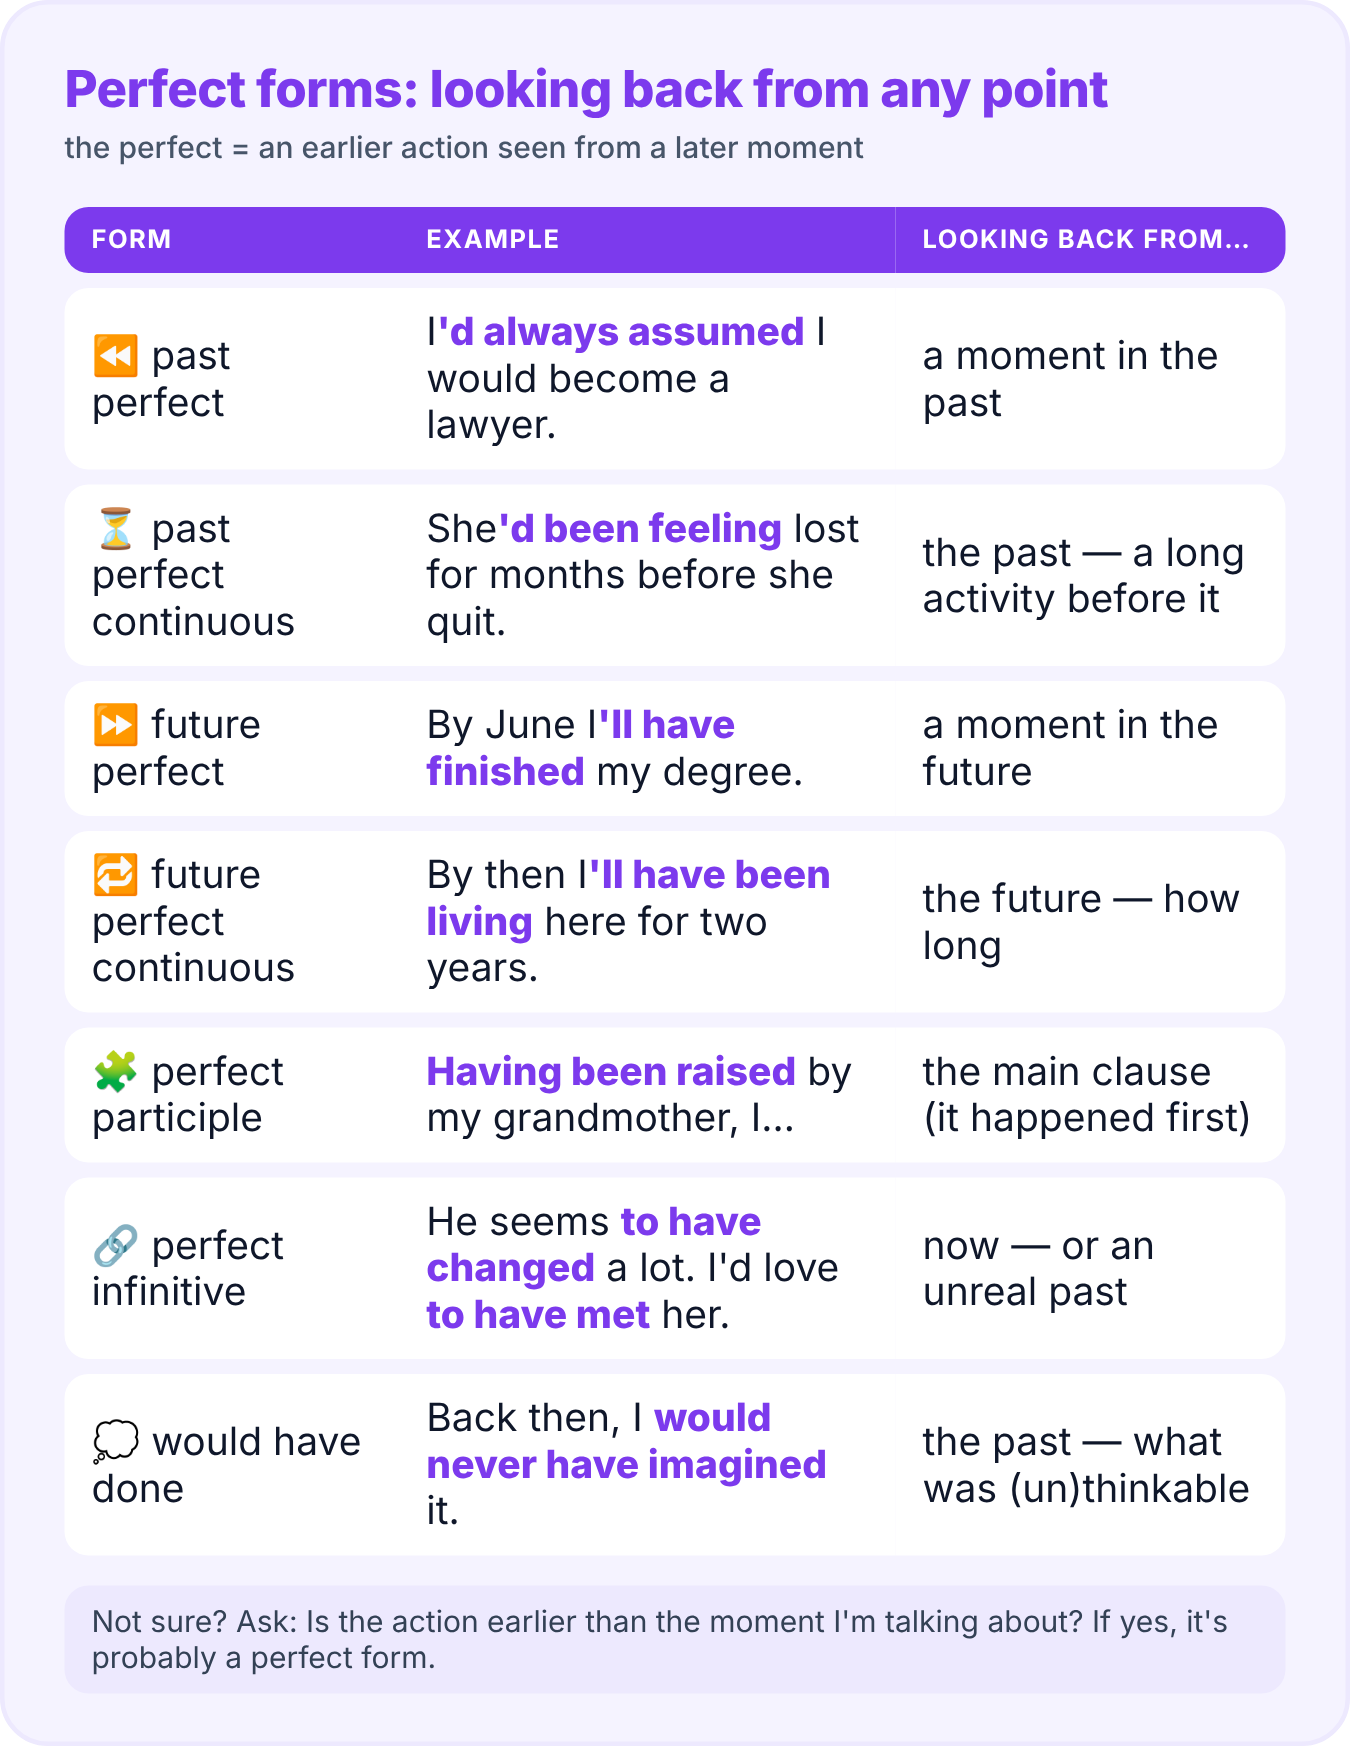 Perfect forms: looking back from any point
the perfect = an earlier action seen from a later moment
FORM EXAMPLE LOOKING BACK FROM...
⏪ past
perfect
I'd always assumed I
would become a
lawyer.
a moment in the
past
⏳ past
perfect
continuous
She'd been feeling lost
for months before she
quit.
the past — a long
activity before it
⏩ future
perfect
By June I'll have
finished my degree.
a moment in the
future
🔁 future
perfect
continuous
By then I'll have been
living here for two
years.
the future — how
long
🧩 perfect
participle
Having been raised by
my grandmother, I...
the main clause
(it happened first)
🔗 perfect
infinitive
He seems to have
changed a lot. I'd love
to have met her.
now — or an
unreal past
💭 would have
done
Back then, I would
never have imagined
it.
the past — what
was (un)thinkable
Not sure? Ask: Is the action earlier than the moment I'm talking about? If yes, it's
probably a perfect form.